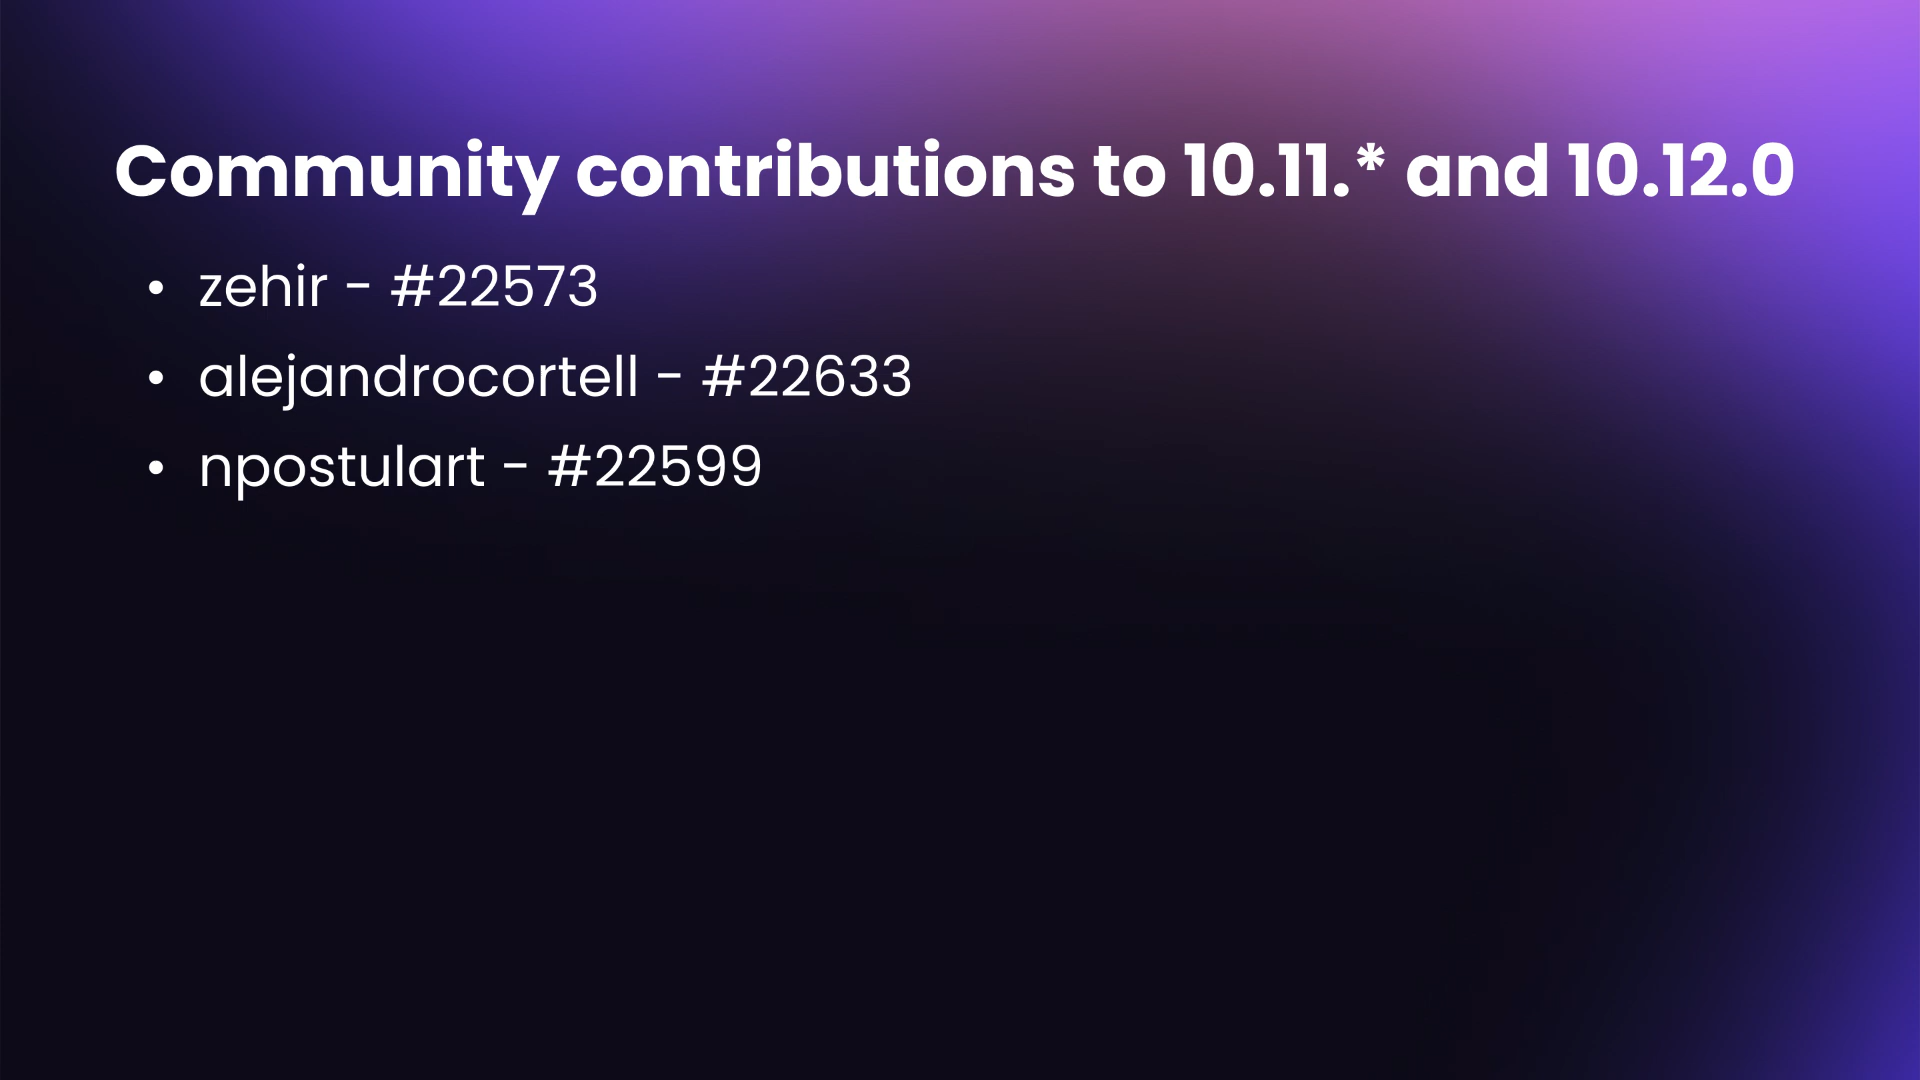 Community contributions to 10.11.* and 10.12.0
• zehir - #22573
• alejandrocortell - #22633
• npostulart - #22599